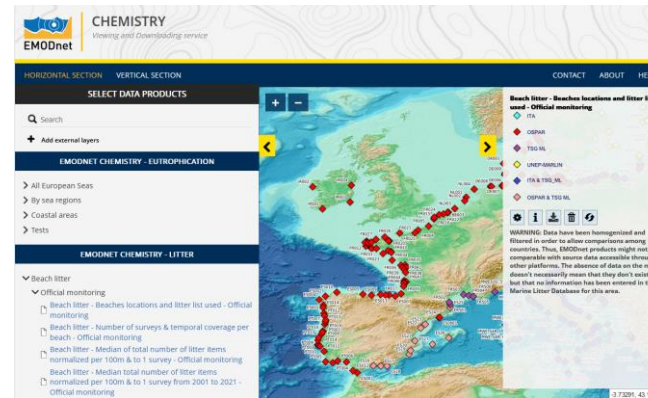 EMODnet
CHEMISTRY
Viewing and Downloading service
HORIZONTAL SECTION VERTICAL SECTION
CONTACT ABOUT HE
SELECT DATA PRODUCTS
Search
Add external layers
EMODNET CHEMISTRY - EUTROPHICATION
All European Seas
By sea regions
Coastal areas
Tests
EMODNET CHEMISTRY - LITTER
Beach litter
Official monitoring
Beach litter - Beaches locations and litter list used - Official
monitoring
Beach litter - Number of surveys & temporal coverage per
beach - Official monitoring
Beach litter - Median of total number of litter items
normalized per 100m & to 1 survey - Official monitoring
Beach litter - Median total number of litter items
normalized per 100m & to 1 survey from 2001 to 2021 -
Official monitoring
Beach litter - Beaches locations and litter li
used - Official monitoring
ITA
OSPAR
TSG ML
UNEP-MARLIN
ITA & TSG_ML
OSPAR & TSG ML
WARNING: Data have been homogenized and
filtered in order to allow comparisons among
countries. Thus, EMODnet products might not
comparable with source data accessible throu
other platforms. The absence of data on the m
doesn't necessarily mean that they don't exist
but that no information has been entered in t
Marine Litter Database for this area.